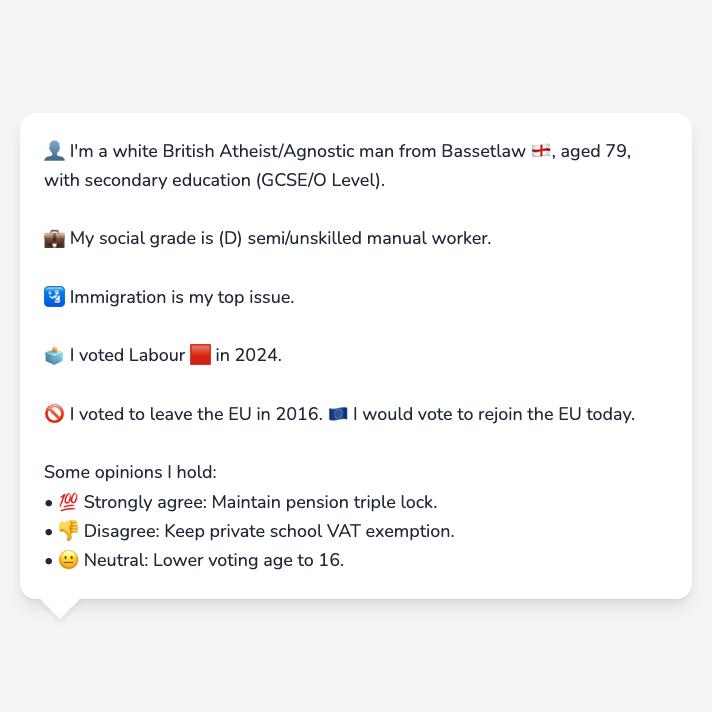 👤 I'm a white British Atheist/Agnostic man from Bassetlaw 🏴󠁧󠁢󠁥󠁮󠁧󠁿, aged 79,
with secondary education (GCSE/O Level).
💼 My social grade is (D) semi/unskilled manual worker.
🛂 Immigration is my top issue.
🗳️ I voted Labour 🟥 in 2024.
🚫 I voted to leave the EU in 2016. 🇪🇺 I would vote to rejoin the EU today.
Some opinions I hold:
• 💯 Strongly agree: Maintain pension triple lock.
• 👎 Disagree: Keep private school VAT exemption.
• 😐 Neutral: Lower voting age to 16.